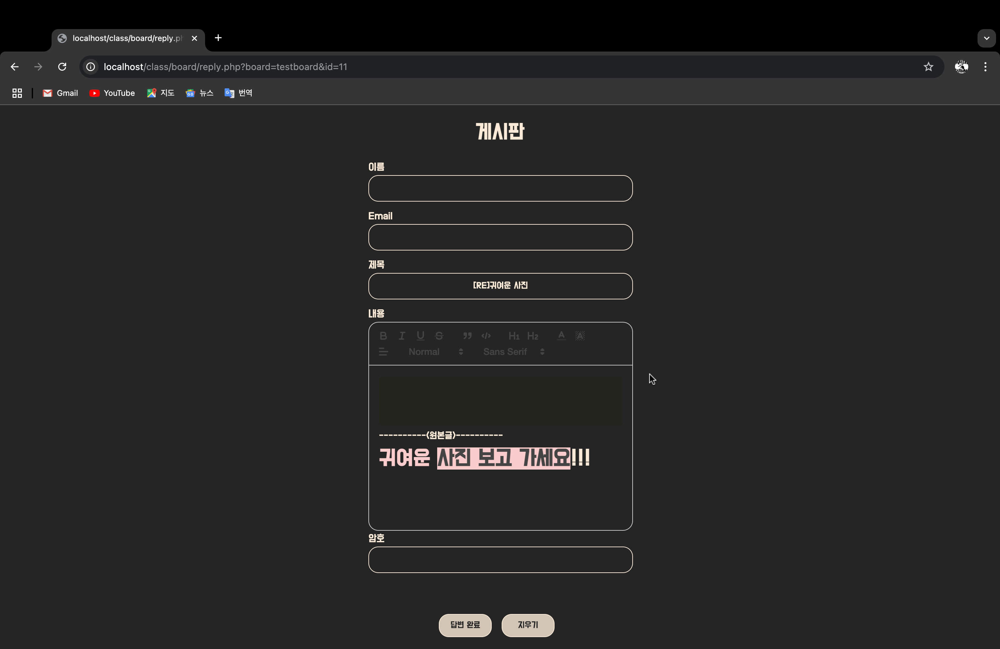 localhost/class/board/reply.ph
localhost/class/board/reply.php?board=testboard&id=11
Gmail YouTube 지도 뉴스 번역
게시판
이름
Email
제목
[RE]귀여운 사진
내용
B I U S H1 H2 A A
Normal Sans Serif
----------<원본글>----------
귀여운 사진 보고 가세요!!!
암호
답변 완료 지우기